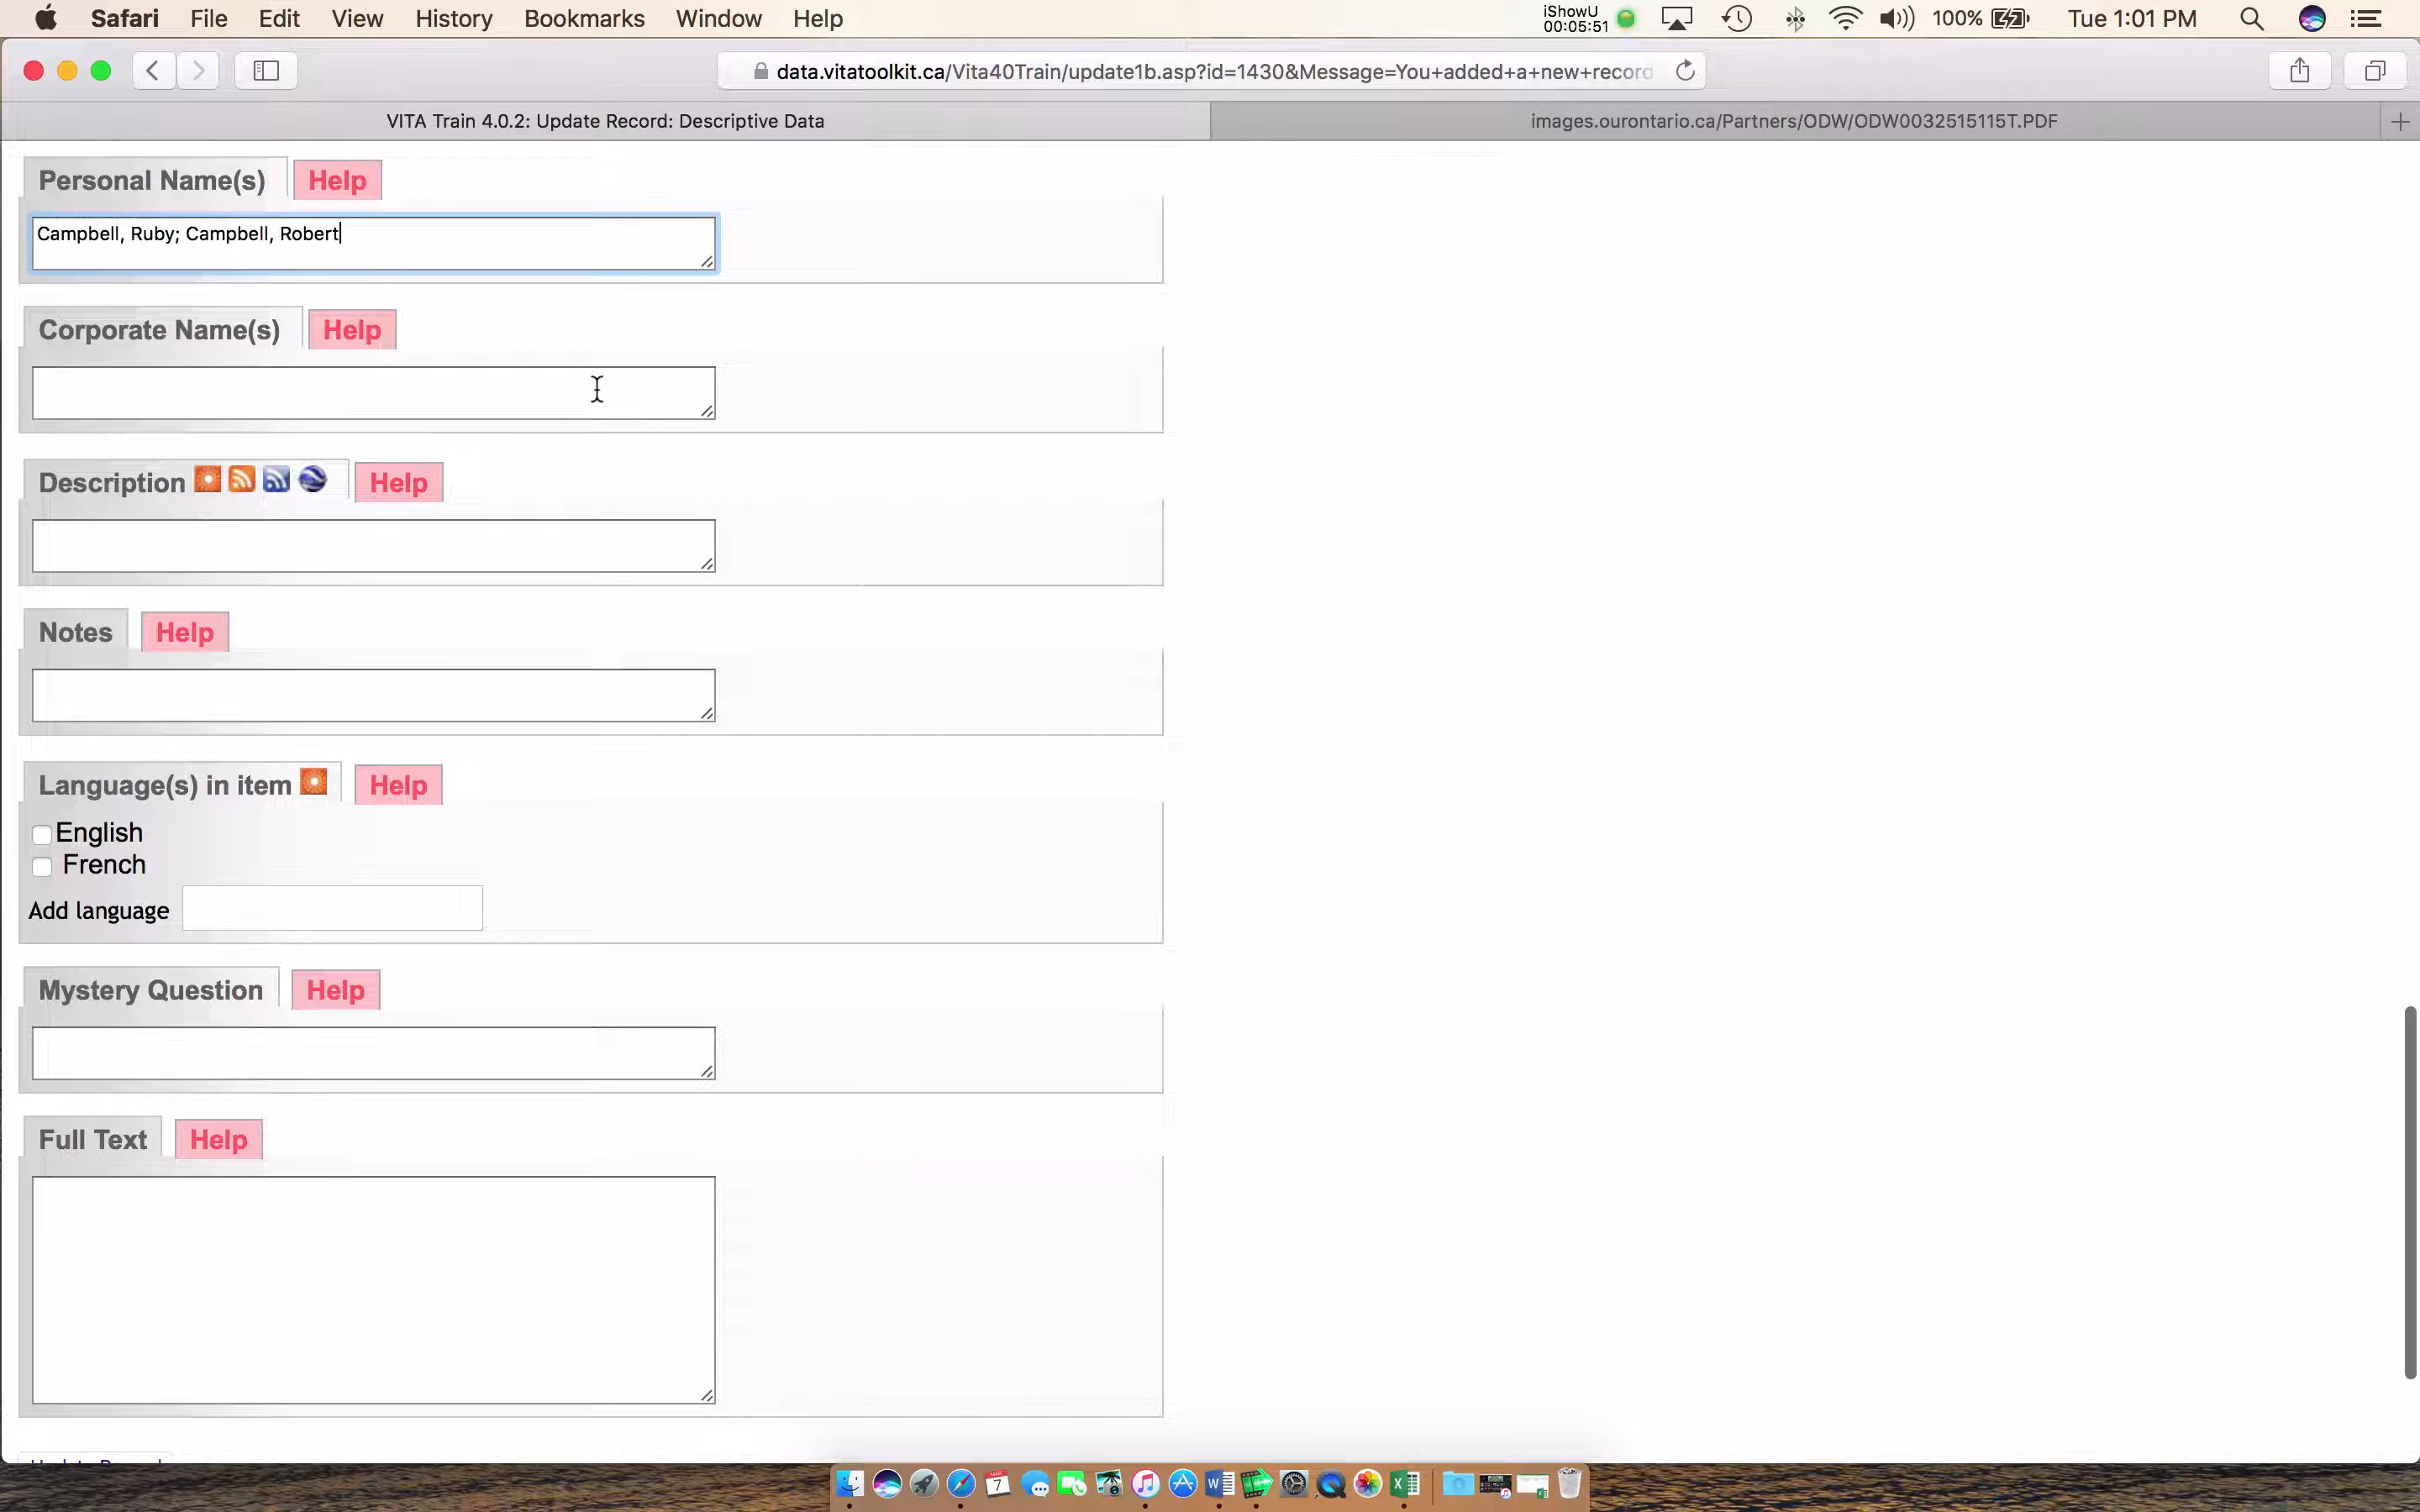 Safari File Edit View History Bookmarks Window Help iShowU 00:05:51 100% Tue 1:01 PM
data.vitatoolkit.ca/Vita40Train/update1b.asp?id=1430&Message=You+added+a+new+record
VITA Train 4.0.2: Update Record: Descriptive Data images.ourontario.ca/Partners/ODW/ODW0032515115T.PDF
Personal Name(s) Help
Campbell, Ruby; Campbell, Robert
Corporate Name(s) Help
Description Help
Notes Help
Language(s) in item Help
English
French
Add language
Mystery Question Help
Full Text Help